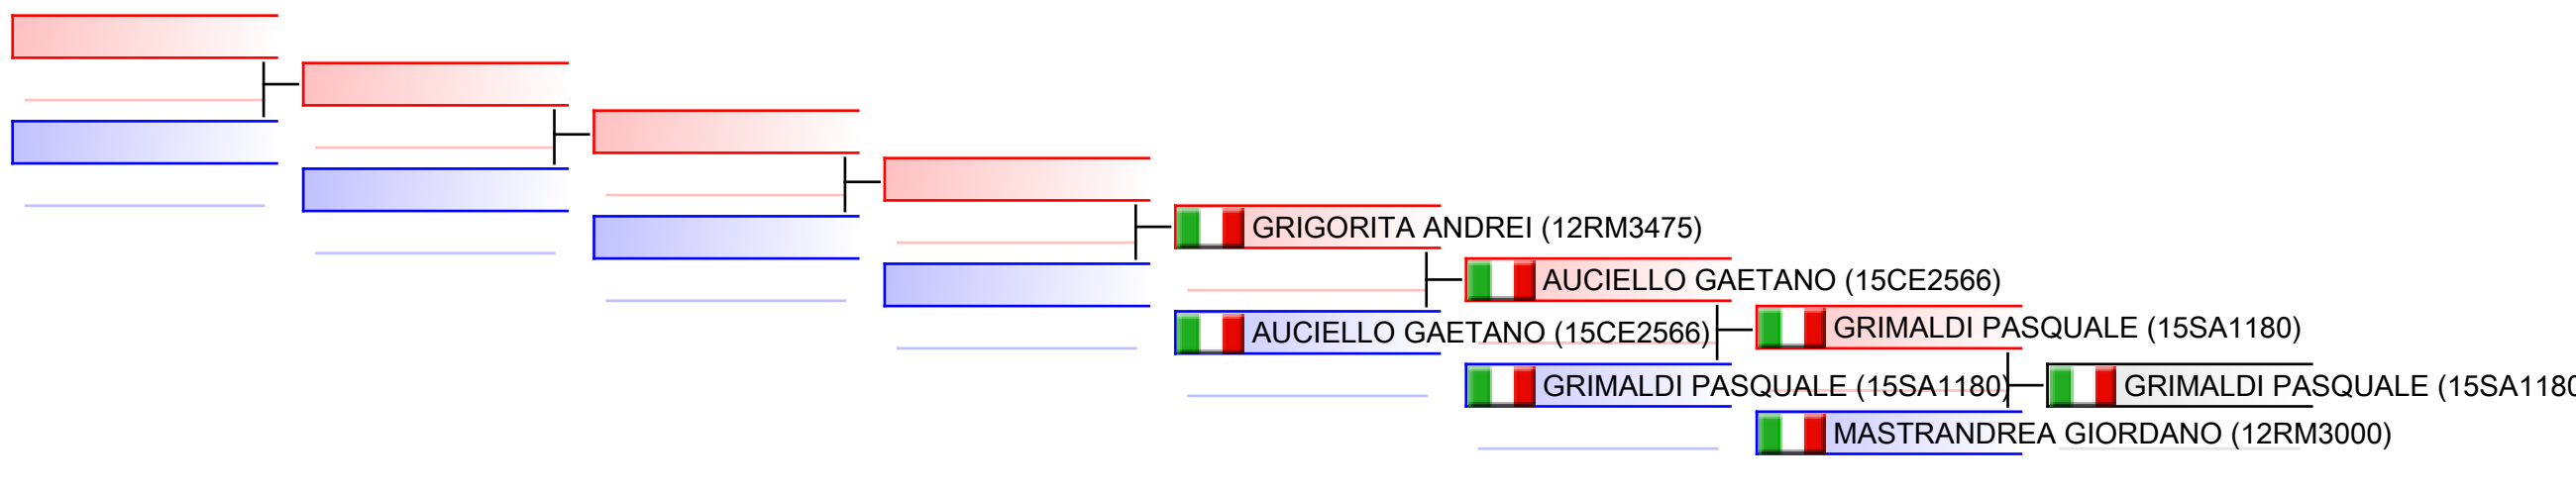 GRIGORITA ANDREI (12RM3475)
AUCIELLO GAETANO (15CE2566)
AUCIELLO GAETANO (15CE2566)
GRIMALDI PASQUALE (15SA1180)
GRIMALDI PASQUALE (15SA1180)
GRIMALDI PASQUALE (15SA1180
MASTRANDREA GIORDANO (12RM3000)